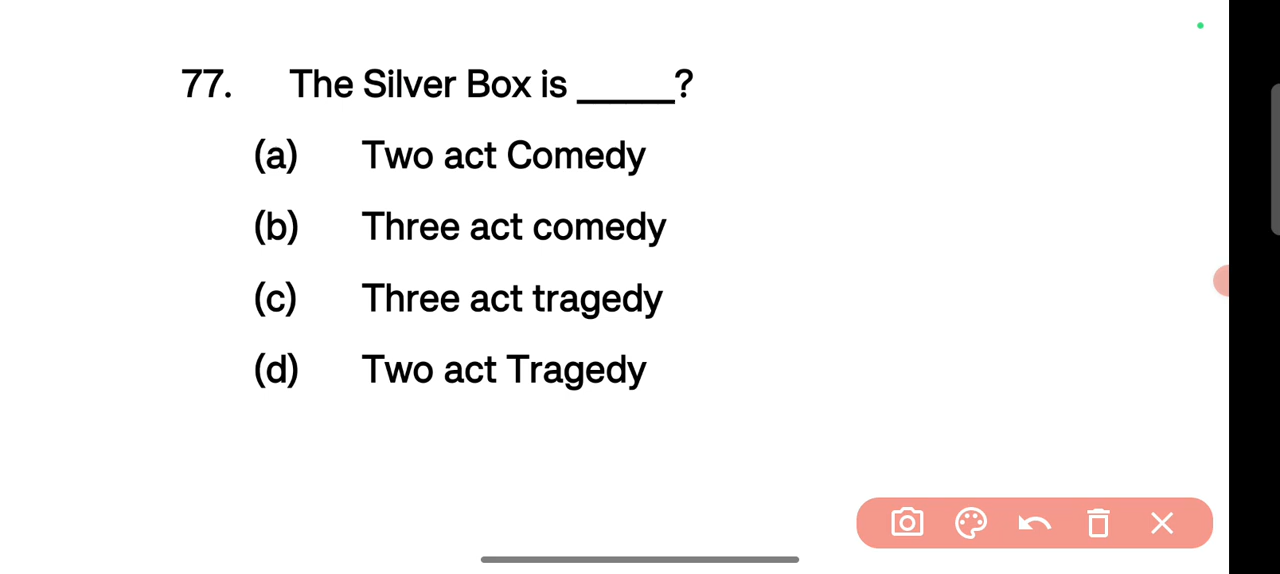 77. The Silver Box is _____?
(a) Two act Comedy
(b) Three act comedy
(c) Three act tragedy
(d) Two act Tragedy